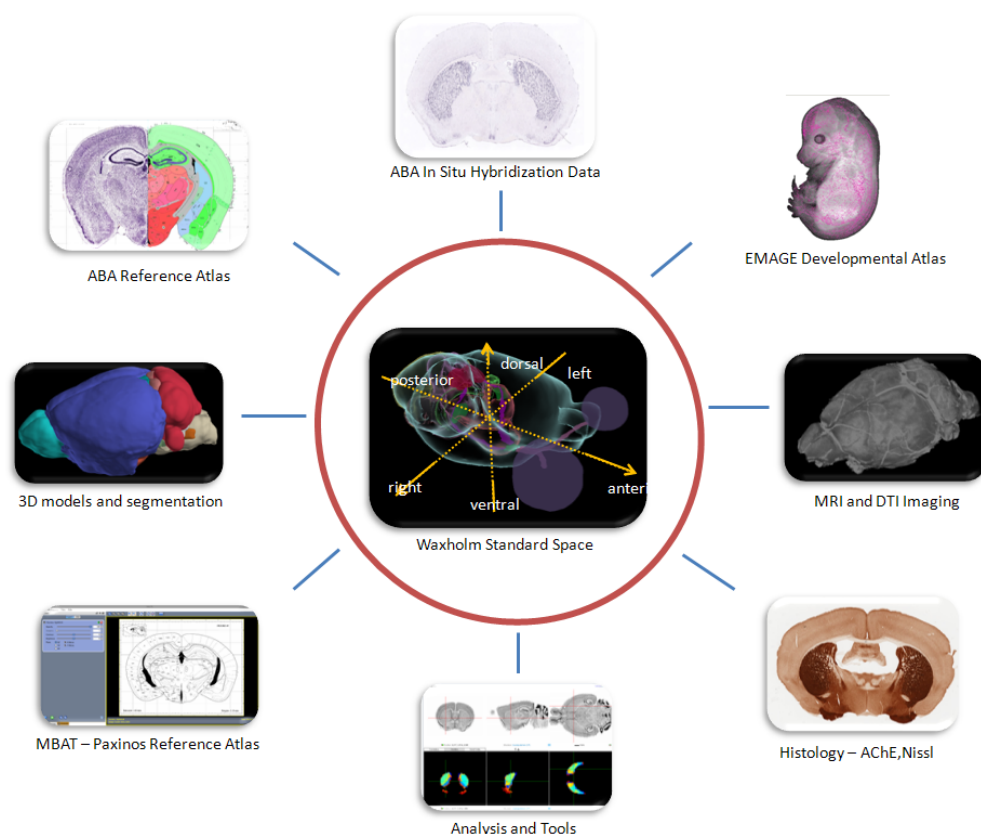 ABA In Situ Hybridization Data
ABA Reference Atlas
EMAGE Developmental Atlas
dorsal
left
posterior
right
ventral
anteri
Waxholm Standard Space
3D models and segmentation
MRI and DTI Imaging
MBAT – Paxinos Reference Atlas
Histology – AChE,Nissl
Analysis and Tools